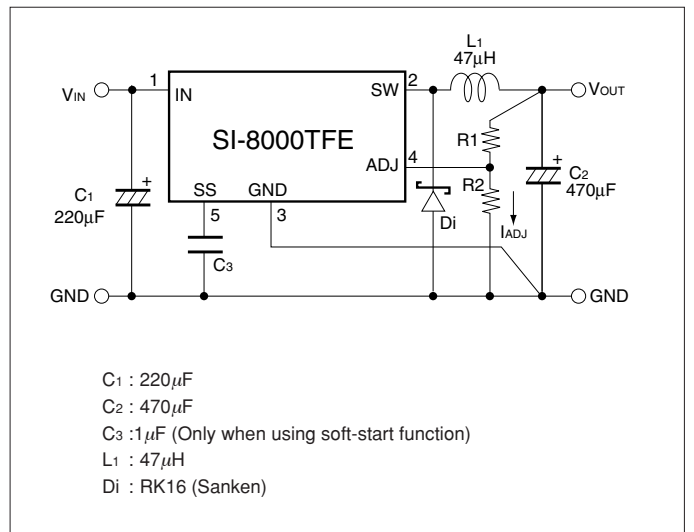 L1
47μH
VIN
1
IN
SW
2
VOUT
SI-8000TFE
R1
ADJ
4
C2
470μF
+
R2
C1
220μF
+
SS
GND
5
3
Di
IADJ
C3
GND
GND
C1 : 220μF
C2 : 470μF
C3 :1μF (Only when using soft-start function)
L1 : 47μH
Di : RK16 (Sanken)